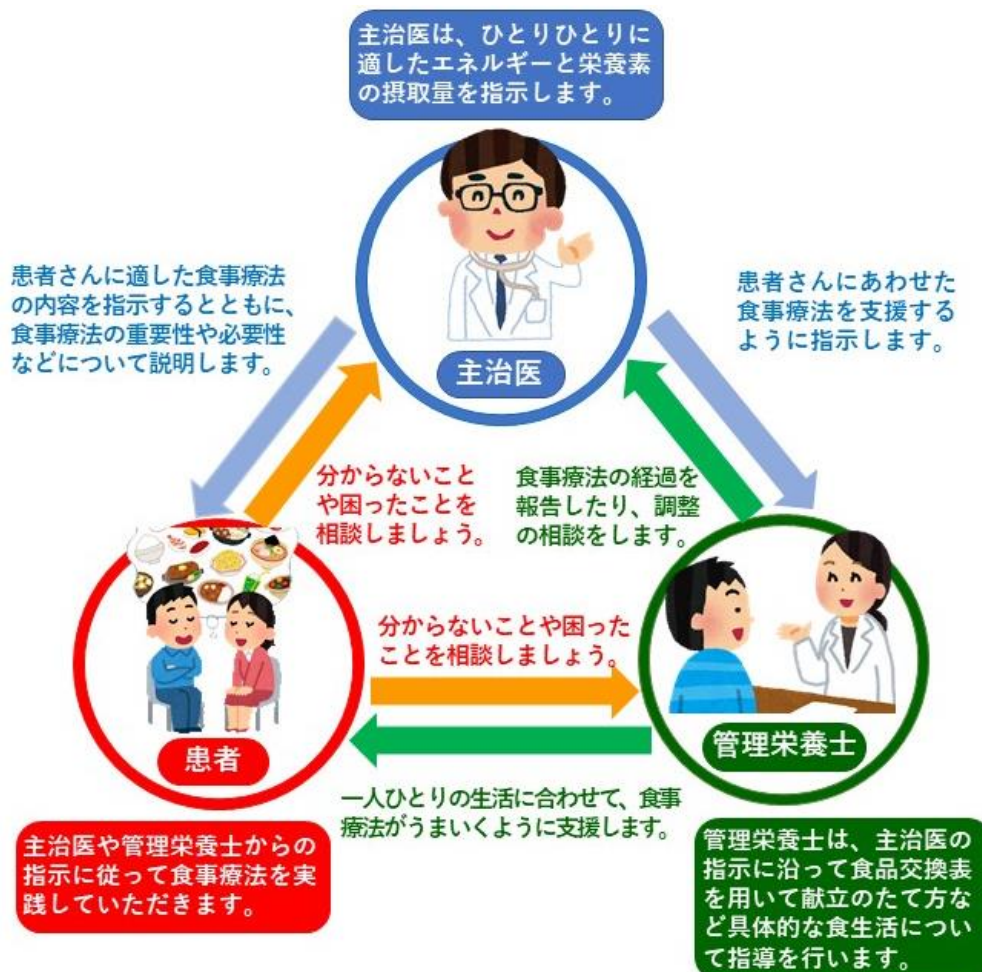 主治医は、ひとりひとりに
適したエネルギーと栄養素
の摂取量を指示します。
患者さんに適した食事療法
の内容を指示するとともに、
食事療法の重要性や必要性
などについて説明します。
患者さんにあわせた
食事療法を支援する
ように指示します。
主治医
分からないこと
や困ったことを
相談しましょう。
食事療法の経過を
報告したり、調整
の相談をします。
分からないことや困った
ことを相談しましょう。
患者
管理栄養士
一人ひとりの生活に合わせて、食事
療法がうまいくように支援します。
主治医や管理栄養士からの
指示に従って食事療法を実
践していただきます。
管理栄養士は、主治医の
指示に沿って食品交換表
を用いて献立のたて方な
ど具体的な食生活につい
て指導を行います。